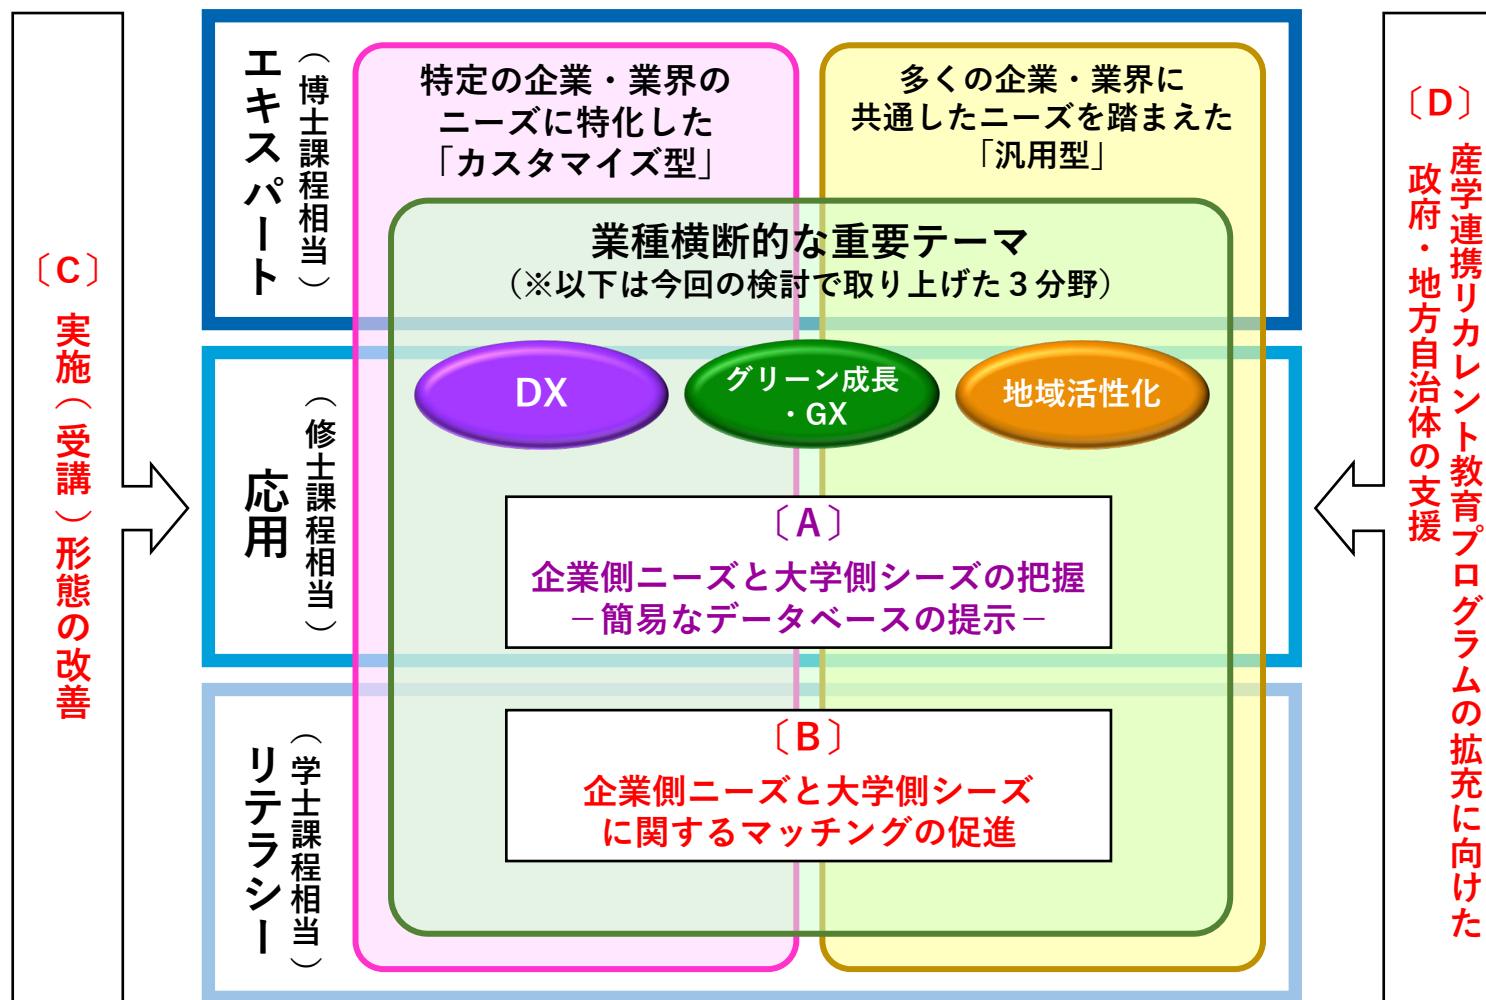 〔C〕
実施（受講）形態の改善
エキスパート
（博士課程相当）
特定の企業・業界の
ニーズに特化した
「カスタマイズ型」
多くの企業・業界に
共通したニーズを踏まえた
「汎用型」
業種横断的な重要テーマ
（※以下は今回の検討で取り上げた３分野）
応用
（修士課程相当）
DX
グリーン成長
・GX
地域活性化
〔A〕
企業側ニーズと大学側シーズの把握
－簡易なデータベースの提示－
リテラシー
（学士課程相当）
〔B〕
企業側ニーズと大学側シーズ
に関するマッチングの促進
〔D〕
産学連携リカレント教育プログラムの拡充に向けた
政府・地方自治体の支援